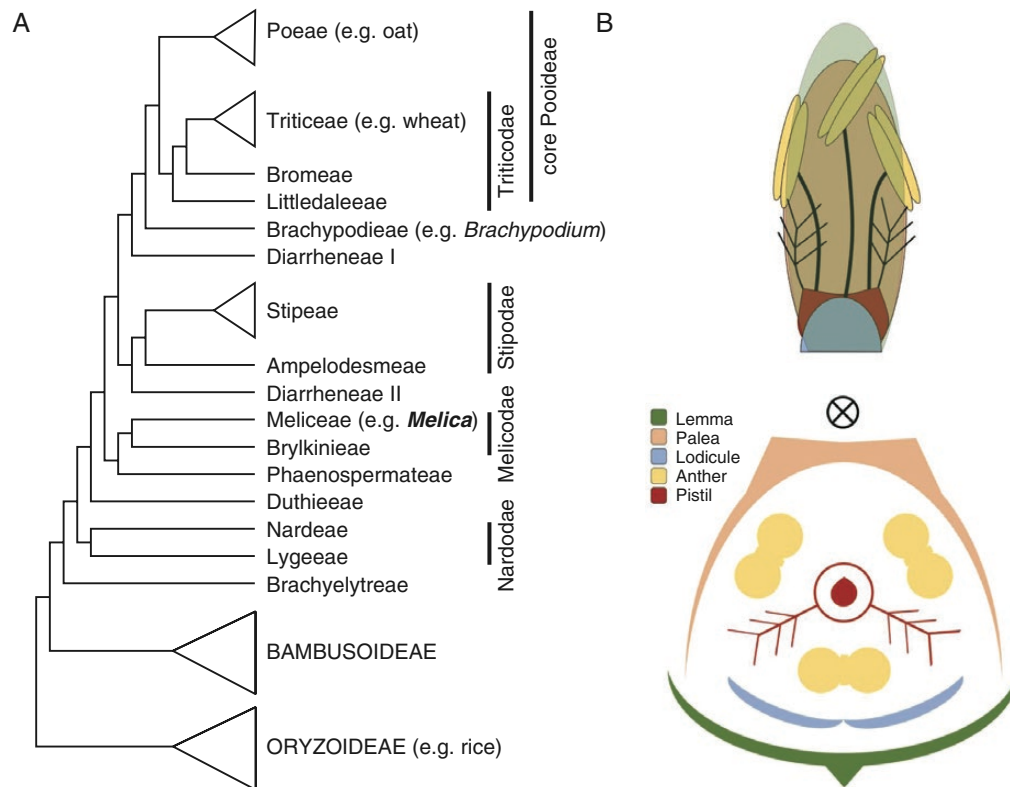 A
Poeae (e.g. oat)
Triticeae (e.g. wheat)
Bromeae
Littledaleeae
Brachypodieae (e.g. Brachypodium)
Diarrheneae I
Stipeae
Ampelodesmeae
Diarrheneae II
Meliceae (e.g. Melica)
Brylkinieae
Phaenospermateae
Duthieeae
Nardeae
Lygeeae
Brachyelytreae
BAMBUSOIDEAE
ORYZOIDEAE (e.g. rice)
core Pooideae
Triticodae
Stipodae
Melicodae
Nardodae
B
Lemma
Palea
Lodicule
Anther
Pistil